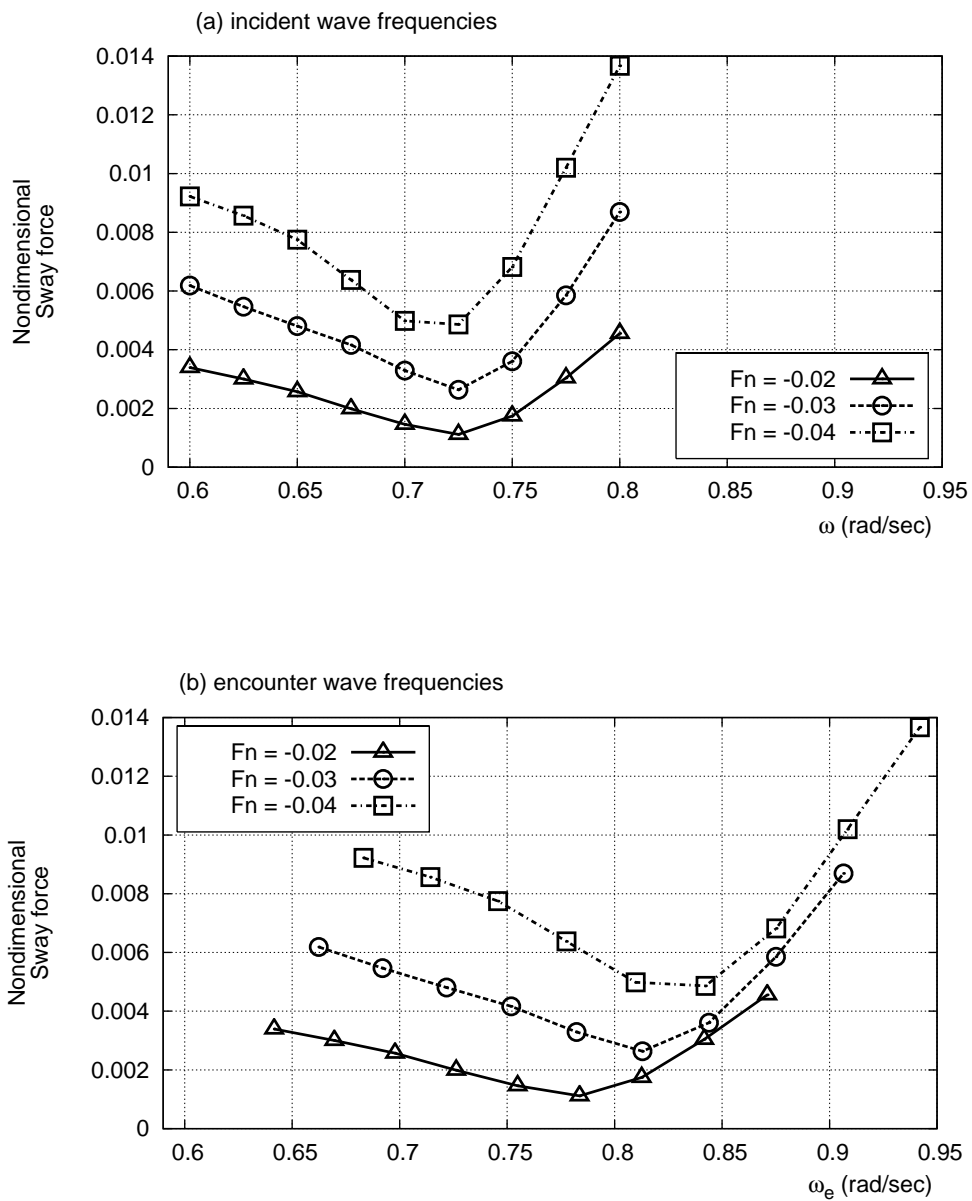 (a) incident wave frequencies
0.014
0.012
0.01
0.008
0.006
0.004
0.002
0
Nondimensional
Sway force
Fn = -0.02
Fn = -0.03
Fn = -0.04
0.6 0.65 0.7 0.75 0.8 0.85 0.9 0.95
ω (rad/sec)
(b) encounter wave frequencies
0.014
0.012
0.01
0.008
0.006
0.004
0.002
0
Nondimensional
Sway force
Fn = -0.02
Fn = -0.03
Fn = -0.04
0.6 0.65 0.7 0.75 0.8 0.85 0.9 0.95
ωe (rad/sec)